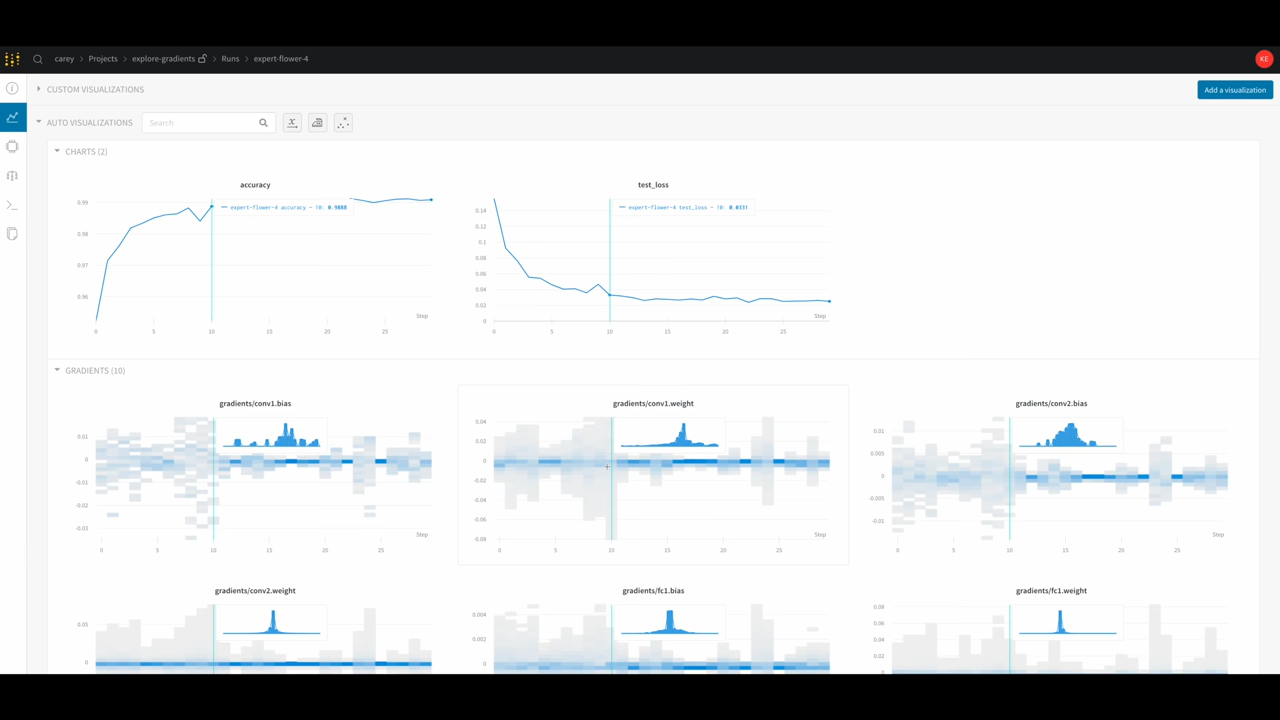 carey > Projects > explore-gradients > Runs > expert-flower-4
KE
CUSTOM VISUALIZATIONS
Add a visualization
AUTO VISUALIZATIONS
Search
x
CHARTS (2)
accuracy
test_loss
expert-flower-4 accuracy - 10: 0.9888
expert-flower-4 test_loss - 10: 0.0331
0.99
0.98
0.97
0.96
Step
0 5 10 15 20 25
0.14
0.12
0.1
0.08
0.06
0.04
0.02
0
Step
0 5 10 15 20 25
GRADIENTS (10)
gradients/conv1.bias
gradients/conv1.weight
gradients/conv2.bias
0.01
0
-0.01
-0.02
-0.03
Step
0 5 10 15 20 25
0.04
0.02
0
-0.02
-0.04
-0.06
-0.08
Step
0 5 10 15 20 25
0.01
0.005
0
-0.005
-0.01
Step
0 5 10 15 20 25
gradients/conv2.weight
gradients/fc1.bias
gradients/fc1.weight
0.05
0
0.004
0.002
0
0.08
0.06
0.04
0.02
0